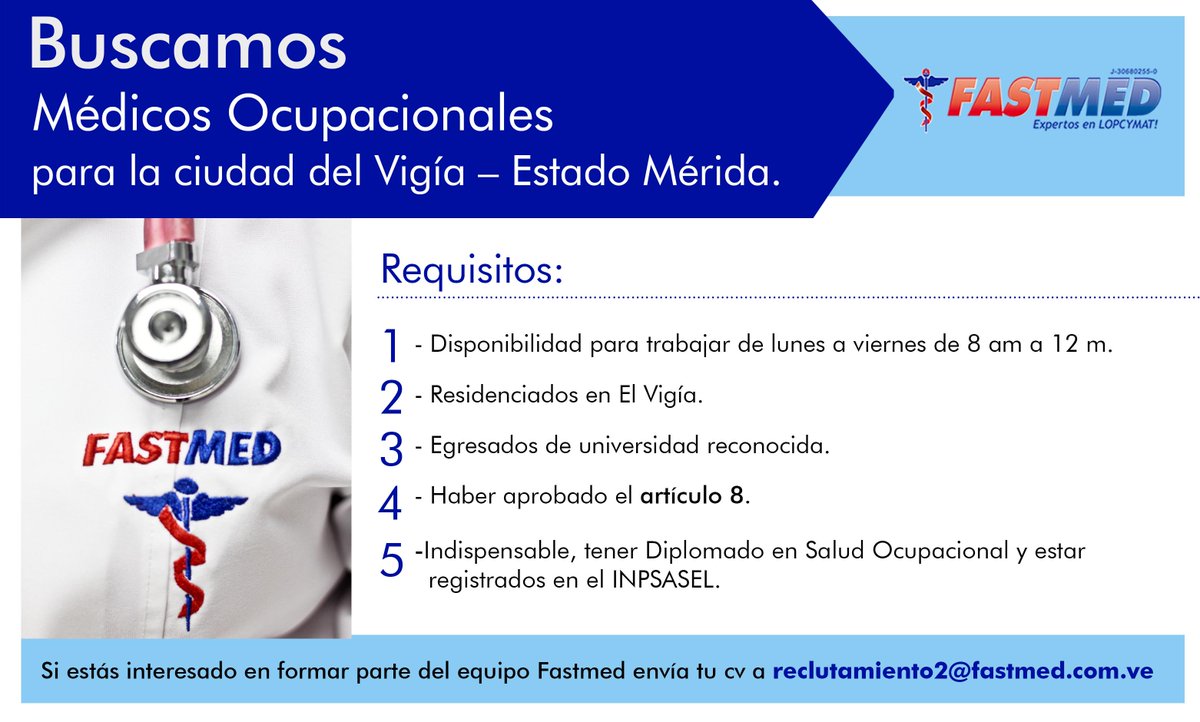 Buscamos
Médicos Ocupacionales
para la ciudad del Vigía – Estado Mérida.
J-30680255-0
FASTMED
Expertos en LOPCYMAT!
FASTMED
Requisitos:
1 - Disponibilidad para trabajar de lunes a viernes de 8 am a 12 m.
2 - Residenciados en El Vigía.
3 - Egresados de universidad reconocida.
4 - Haber aprobado el artículo 8.
5 -Indispensable, tener Diplomado en Salud Ocupacional y estar
registrados en el INPSASEL.
Si estás interesado en formar parte del equipo Fastmed envía tu cv a reclutamiento2@fastmed.com.ve